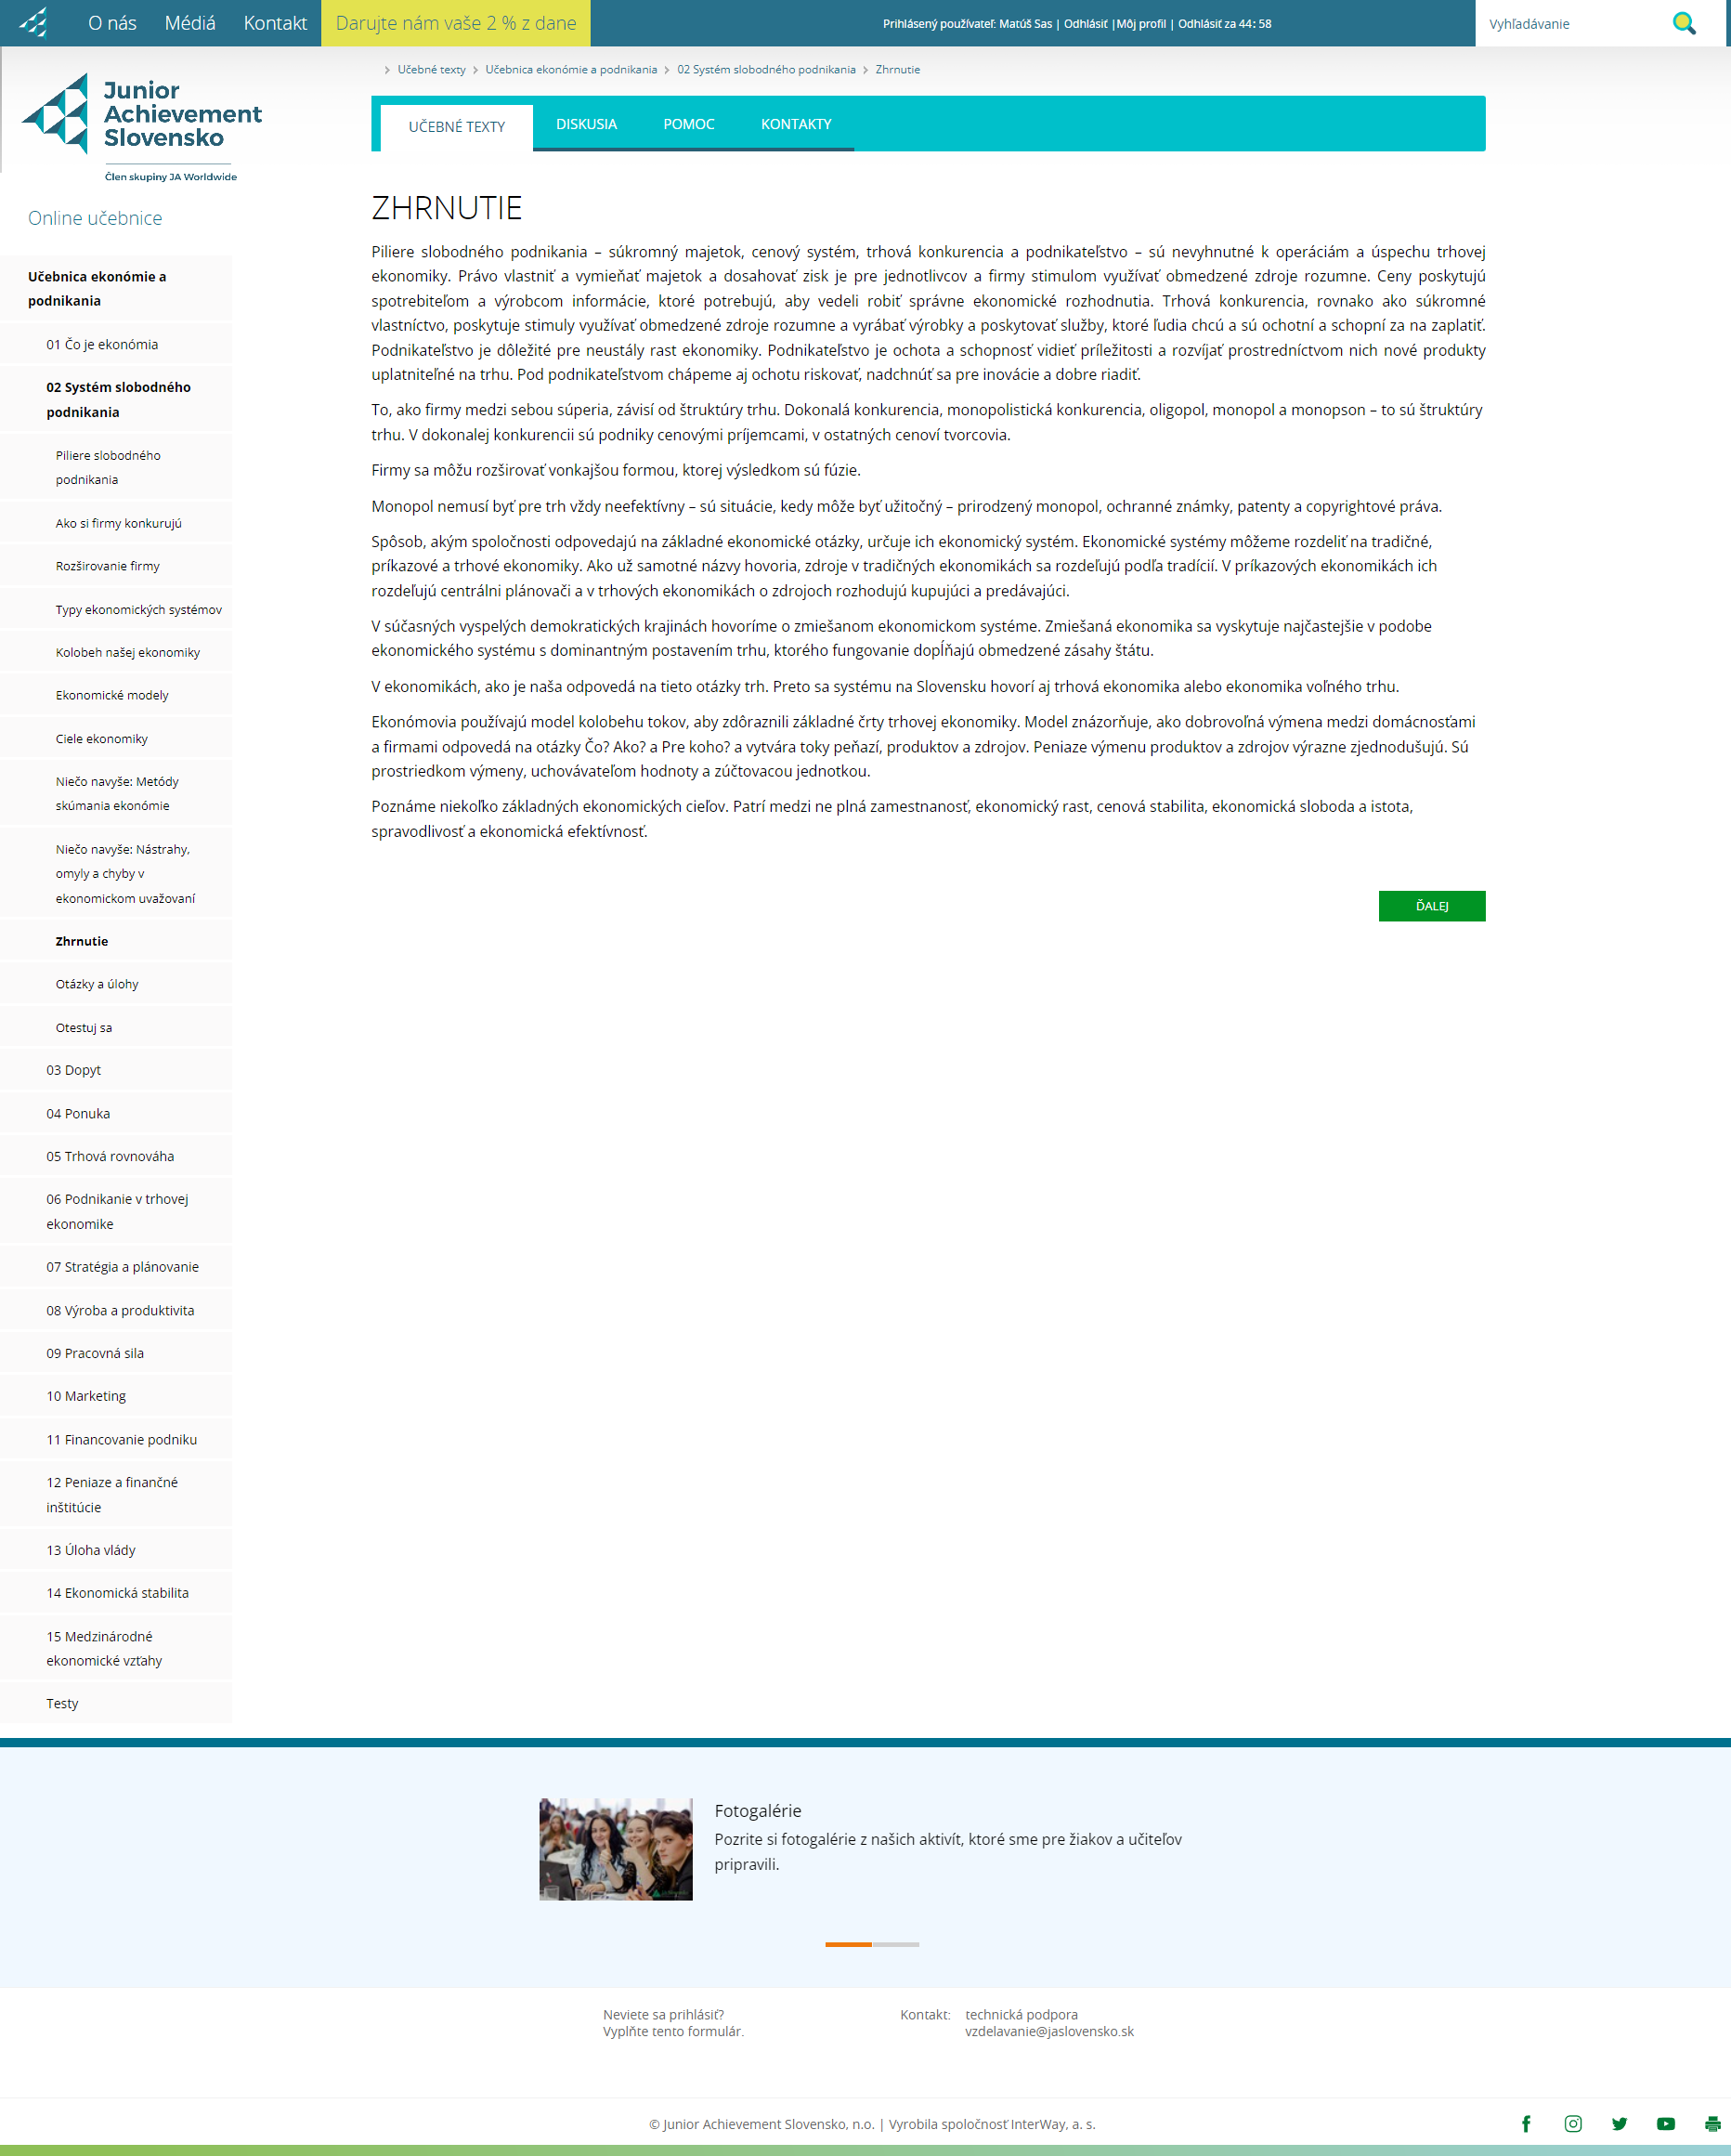 O nás Médiá Kontakt Darujte nám vaše 2 % z dane Prihlásený používateľ: Matúš Sas | Odhlásiť |Môj profil | Odhlásiť za 44: 58 Vyhľadávanie
Učebné texty Učebnica ekonómie a podnikania 02 Systém slobodného podnikania Zhrnutie
Junior
Achievement
Slovensko
Člen skupiny JA Worldwide
UČEBNÉ TEXTY DISKUSIA POMOC KONTAKTY
Online učebnice
Učebnica ekonómie a
podnikania
01 Čo je ekonómia
02 Systém slobodného
podnikania
Piliere slobodného
podnikania
Ako si firmy konkurujú
Rozširovanie firmy
Typy ekonomických systémov
Kolobeh našej ekonomiky
Ekonomické modely
Ciele ekonomiky
Niečo navyše: Metódy
skúmania ekonómie
Niečo navyše: Nástrahy,
omyly a chyby v
ekonomickom uvažovaní
Zhrnutie
Otázky a úlohy
Otestuj sa
03 Dopyt
04 Ponuka
05 Trhová rovnováha
06 Podnikanie v trhovej
ekonomike
07 Stratégia a plánovanie
08 Výroba a produktivita
09 Pracovná sila
10 Marketing
11 Financovanie podniku
12 Peniaze a finančné
inštitúcie
13 Úloha vlády
14 Ekonomická stabilita
15 Medzinárodné
ekonomické vzťahy
Testy
ZHRNUTIE
Piliere slobodného podnikania – súkromný majetok, cenový systém, trhová konkurencia a podnikateľstvo – sú nevyhnutné k operáciám a úspechu trhovej
ekonomiky. Právo vlastniť a vymieňať majetok a dosahovať zisk je pre jednotlivcov a firmy stimulom využívať obmedzené zdroje rozumne. Ceny poskytujú
spotrebiteľom a výrobcom informácie, ktoré potrebujú, aby vedeli robiť správne ekonomické rozhodnutia. Trhová konkurencia, rovnako ako súkromné
vlastníctvo, poskytuje stimuly využívať obmedzené zdroje rozumne a vyrábať výrobky a poskytovať služby, ktoré ľudia chcú a sú ochotní a schopní za na zaplatiť.
Podnikateľstvo je dôležité pre neustály rast ekonomiky. Podnikateľstvo je ochota a schopnosť vidieť príležitosti a rozvíjať prostredníctvom nich nové produkty
uplatniteľné na trhu. Pod podnikateľstvom chápeme aj ochotu riskovať, nadchnúť sa pre inovácie a dobre riadiť.
To, ako firmy medzi sebou súperia, závisí od štruktúry trhu. Dokonalá konkurencia, monopolistická konkurencia, oligopol, monopol a monopson – to sú štruktúry
trhu. V dokonalej konkurencii sú podniky cenovými príjemcami, v ostatných cenoví tvorcovia.
Firmy sa môžu rozširovať vonkajšou formou, ktorej výsledkom sú fúzie.
Monopol nemusí byť pre trh vždy neefektívny – sú situácie, kedy môže byť užitočný – prirodzený monopol, ochranné známky, patenty a copyrightové práva.
Spôsob, akým spoločnosti odpovedajú na základné ekonomické otázky, určuje ich ekonomický systém. Ekonomické systémy môžeme rozdeliť na tradičné,
príkazové a trhové ekonomiky. Ako už samotné názvy hovoria, zdroje v tradičných ekonomikách sa rozdeľujú podľa tradícií. V príkazových ekonomikách ich
rozdeľujú centrálni plánovači a v trhových ekonomikách o zdrojoch rozhodujú kupujúci a predávajúci.
V súčasných vyspelých demokratických krajinách hovoríme o zmiešanom ekonomickom systéme. Zmiešaná ekonomika sa vyskytuje najčastejšie v podobe
ekonomického systému s dominantným postavením trhu, ktorého fungovanie dopĺňajú obmedzené zásahy štátu.
V ekonomikách, ako je naša odpovedá na tieto otázky trh. Preto sa systému na Slovensku hovorí aj trhová ekonomika alebo ekonomika voľného trhu.
Ekonómovia používajú model kolobehu tokov, aby zdôraznili základné črty trhovej ekonomiky. Model znázorňuje, ako dobrovoľná výmena medzi domácnosťami
a firmami odpovedá na otázky Čo? Ako? a Pre koho? a vytvára toky peňazí, produktov a zdrojov. Peniaze výmenu produktov a zdrojov výrazne zjednodušujú. Sú
prostriedkom výmeny, uchovávateľom hodnoty a zúčtovacou jednotkou.
Poznáme niekoľko základných ekonomických cieľov. Patrí medzi ne plná zamestnanosť, ekonomický rast, cenová stabilita, ekonomická sloboda a istota,
spravodlivosť a ekonomická efektívnosť.
ĎALEJ
Fotogalérie
Pozrite si fotogalérie z našich aktivít, ktoré sme pre žiakov a učiteľov
pripravili.
Neviete sa prihlásiť?
Vyplňte tento formulár.
Kontakt: technická podpora
vzdelavanie@jaslovensko.sk
© Junior Achievement Slovensko, n.o. | Vyrobila spoločnosť InterWay, a. s.